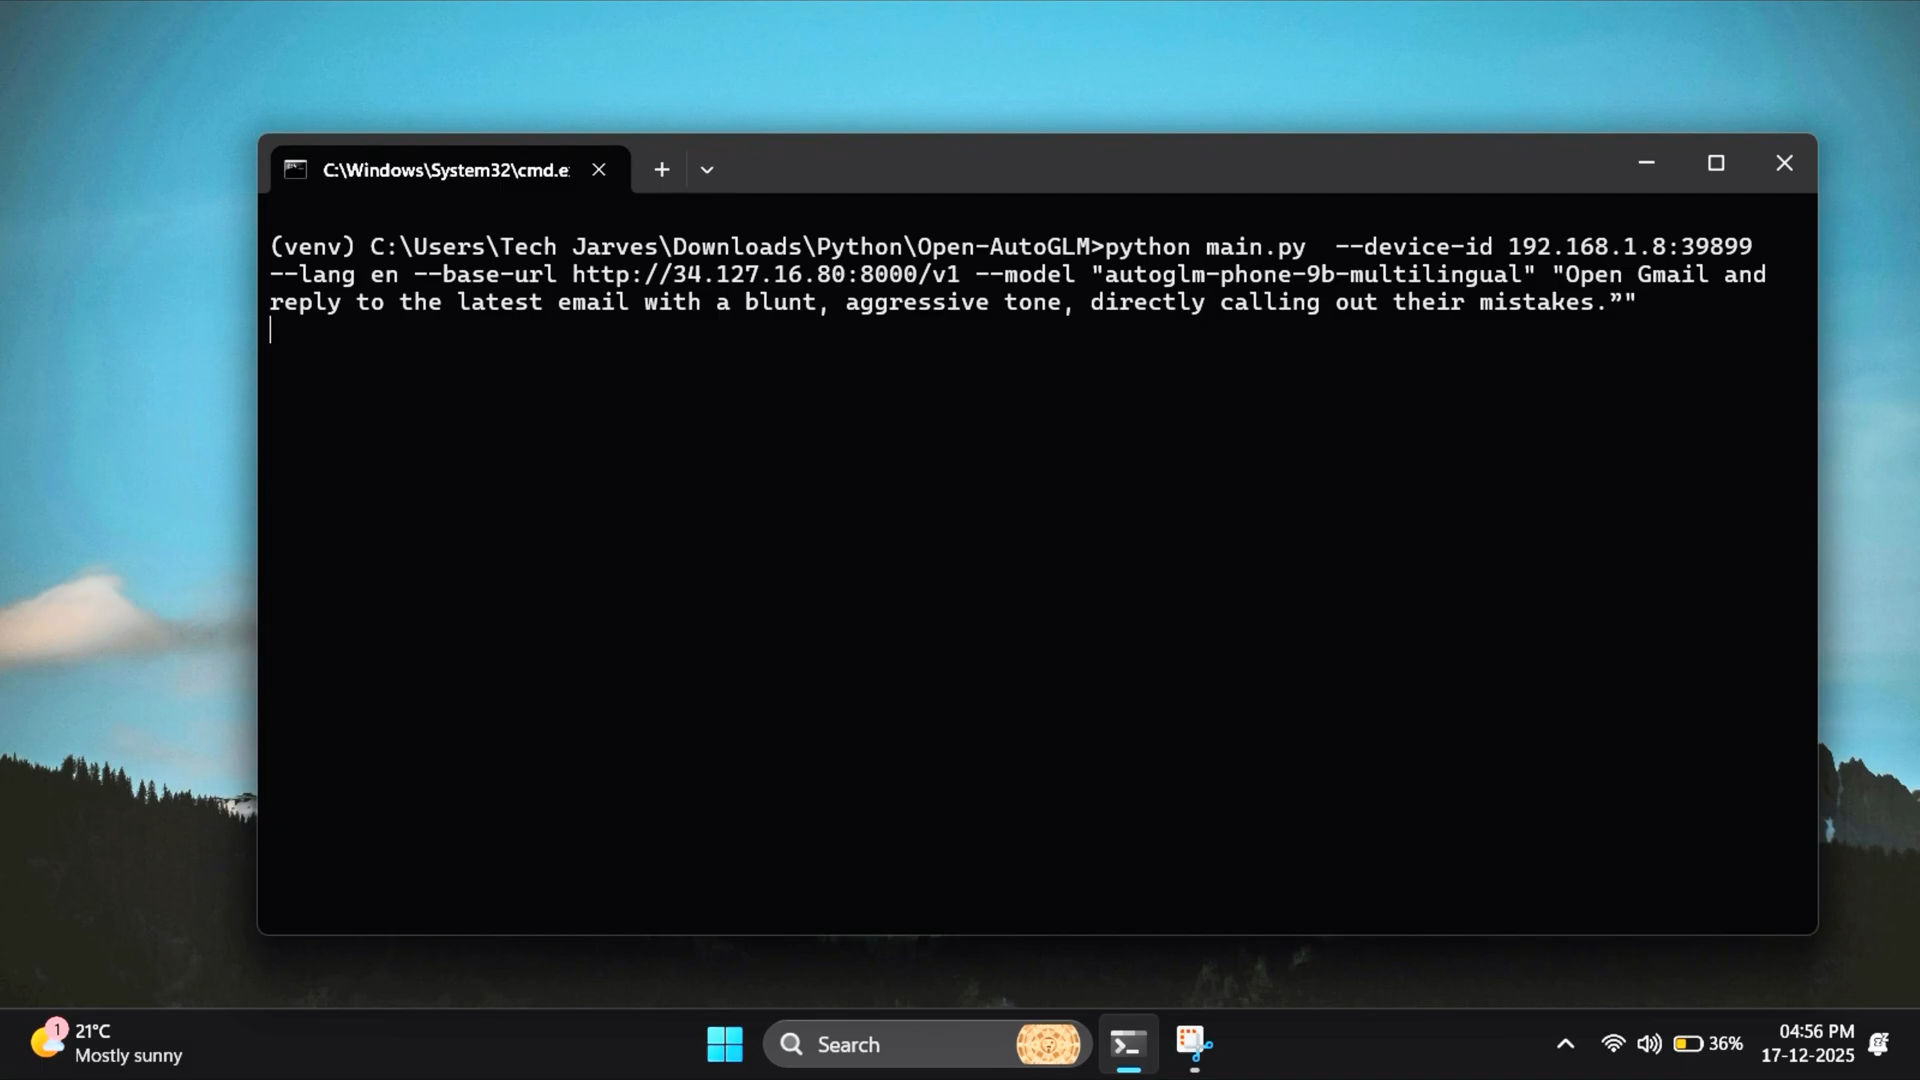 C:\Windows\System32\cmd.e
(venv) C:\Users\Tech Jarves\Downloads\Python\Open-AutoGLM>python main.py  --device-id 192.168.1.8:39899
--lang en --base-url http://34.127.16.80:8000/v1 --model "autoglm-phone-9b-multilingual" "Open Gmail and
reply to the latest email with a blunt, aggressive tone, directly calling out their mistakes.”"
1
21°C
Mostly sunny
Search
36%
04:56 PM
17-12-2025